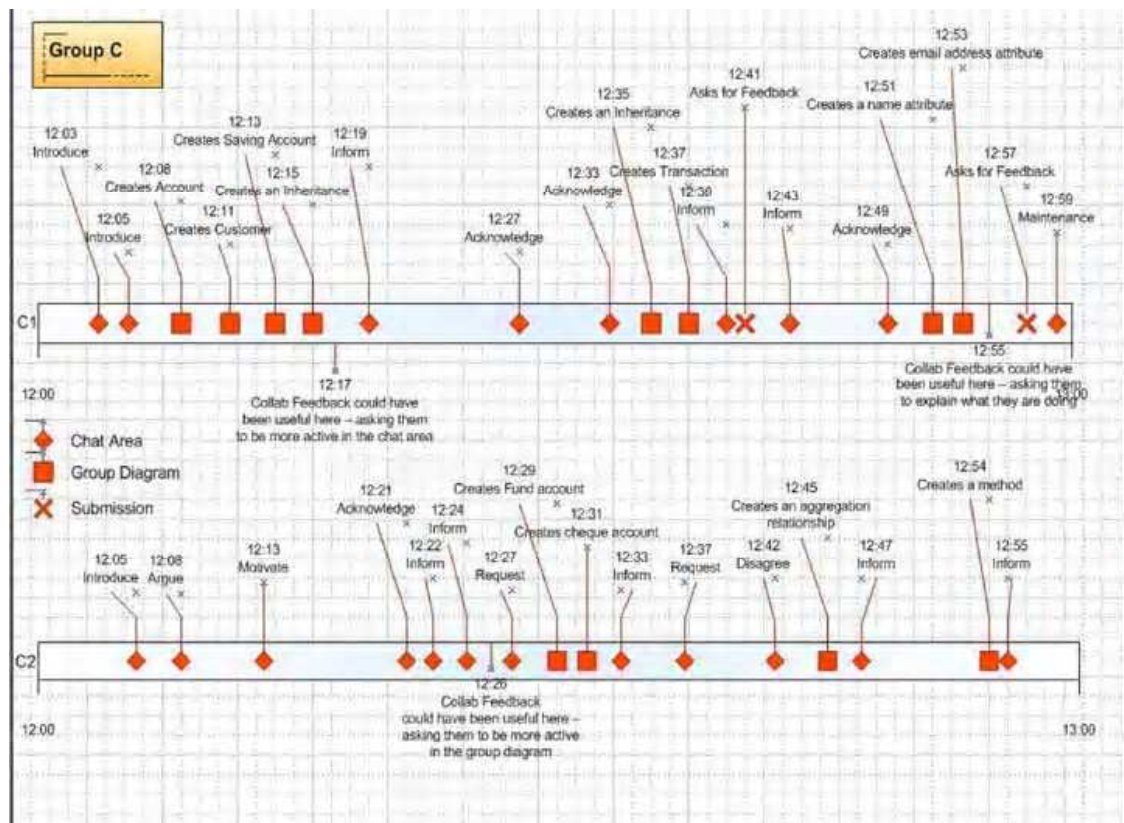 Group C
12:03
Introduce
12:05
Introduce
12:08
Creates Account
12:11
Creates Customer
12:13
Creates Saving Account
12:15
Creates an Inheritance
12:19
Inform
12:27
Acknowledge
12:33
Acknowledge
12:35
Creates an Inheritance
12:37
Creates Transaction
12:39
Inform
12:41
Asks for Feedback
12:43
Inform
12:49
Acknowledge
12:51
Creates a name attribute
12:53
Creates email address attribute
12:57
Asks for Feedback
12:59
Maintenance
C1
12:00
13:00
12:17
Collab Feedback could have
been useful here – asking them
to be more active in the chat area
12:55
Collab Feedback could have
been useful here – asking them
to explain what they are doing
Chat Area
Group Diagram
Submission
12:05
Introduce
12:08
Argue
12:13
Motivate
12:21
Acknowledge
12:22
Inform
12:24
Inform
12:27
Request
12:29
Creates Fund account
12:31
Creates cheque account
12:33
Inform
12:37
Request
12:42
Disagree
12:45
Creates an aggregation
relationship
12:47
Inform
12:54
Creates a method
12:55
Inform
C2
12:00
13:00
12:26
Collab Feedback
could have been useful here –
asking them to be more active
in the group diagram